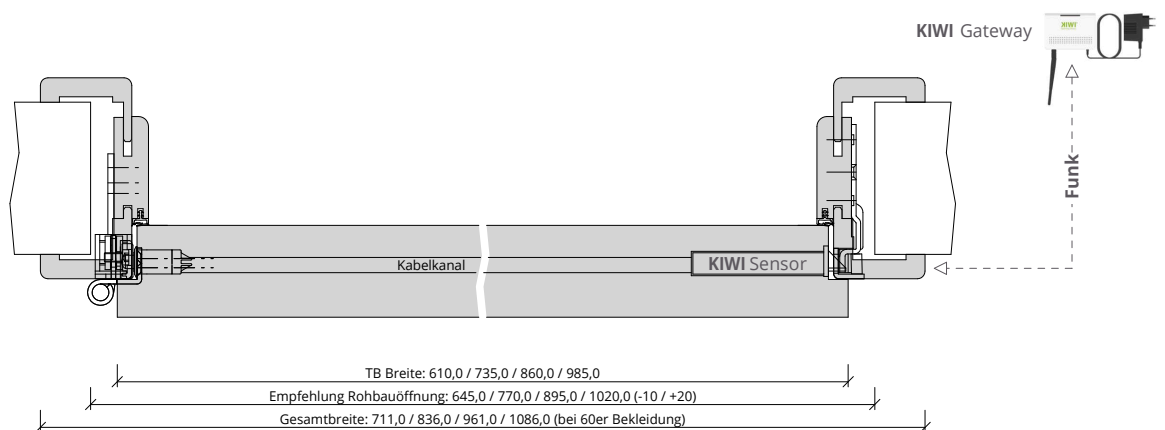 KIWI Gateway
KIWI
Funk
Kabelkanal
KIWI Sensor
TB Breite: 610,0 / 735,0 / 860,0 / 985,0
Empfehlung Rohbauöffnung: 645,0 / 770,0 / 895,0 / 1020,0 (-10 / +20)
Gesamtbreite: 711,0 / 836,0 / 961,0 / 1086,0 (bei 60er Bekleidung)